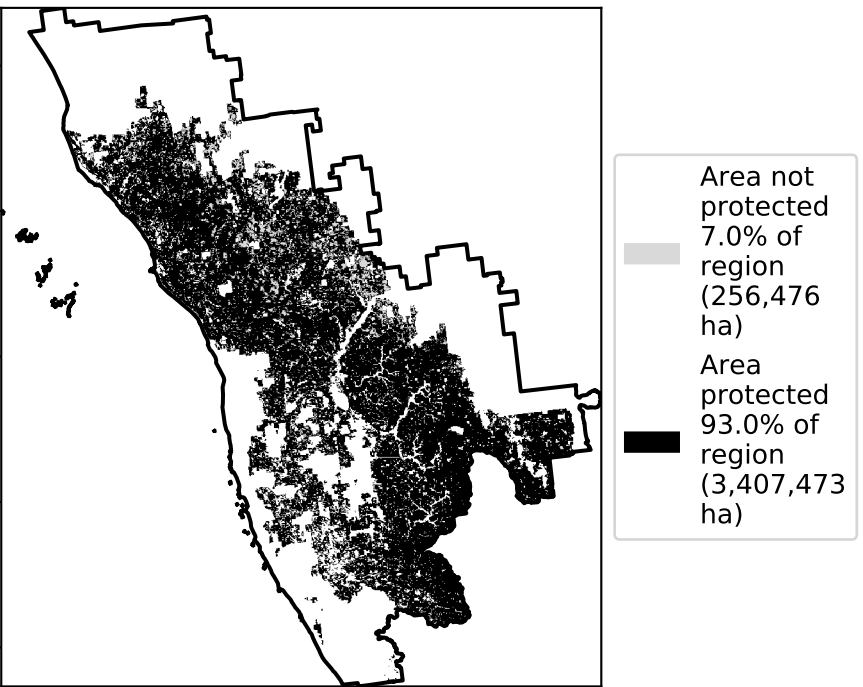 Area not
protected
7.0% of
region
(256,476
ha)
Area
protected
93.0% of
region
(3,407,473
ha)